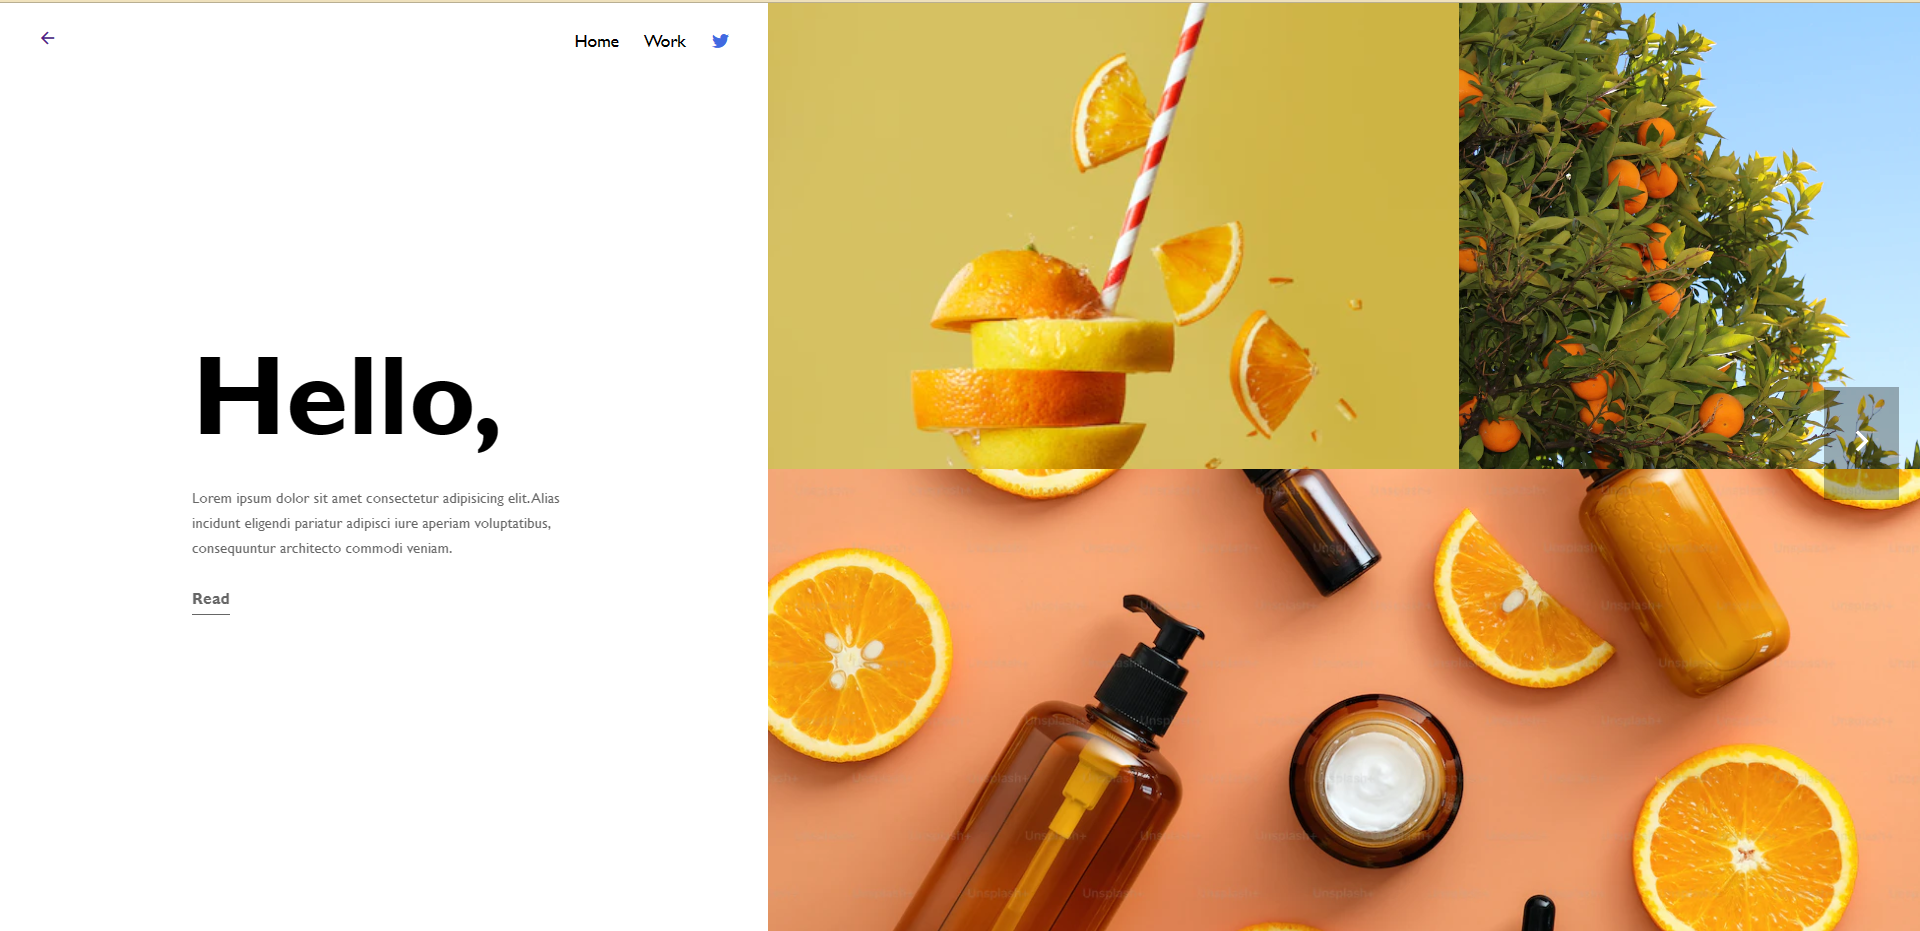 Home Work
Hello,
Lorem ipsum dolor sit amet consectetur adipisicing elit. Alias
incidunt eligendi pariatur adipisci iure aperiam voluptatibus,
consequuntur architecto commodi veniam.
Read
Unsplash+